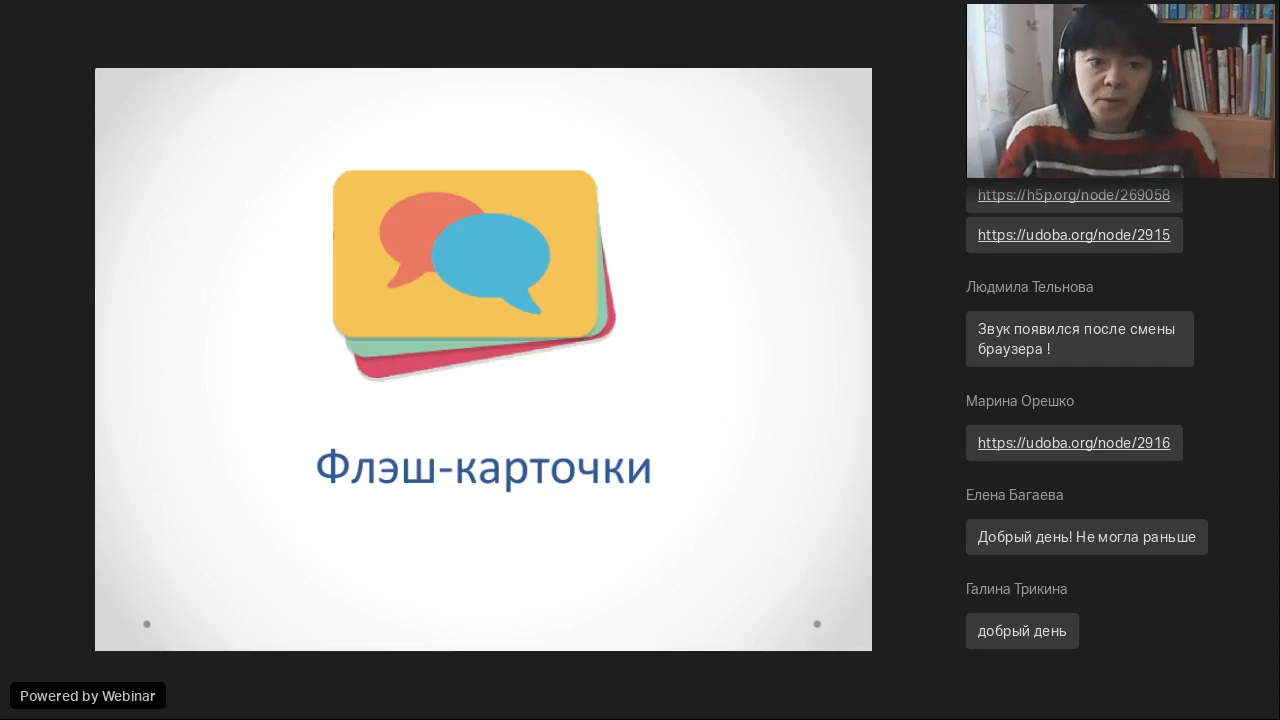 Флэш-карточки
https://h5p.org/node/269058
https://udoba.org/node/2915
Людмила Тельнова
Звук появился после смены
браузера !
Марина Орешко
https://udoba.org/node/2916
Елена Багаева
Добрый день! Не могла раньше
Галина Трикина
добрый день
Powered by Webinar